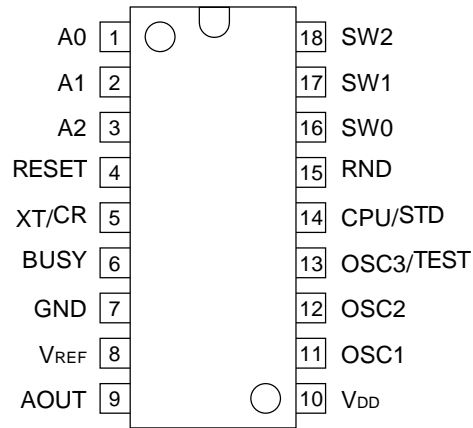 A0 1 18 SW2
A1 2 17 SW1
A2 3 16 SW0
RESET 4 15 RND
XT/CR 5 14 CPU/STD
BUSY 6 13 OSC3/TEST
GND 7 12 OSC2
VREF 8 11 OSC1
AOUT 9 10 VDD